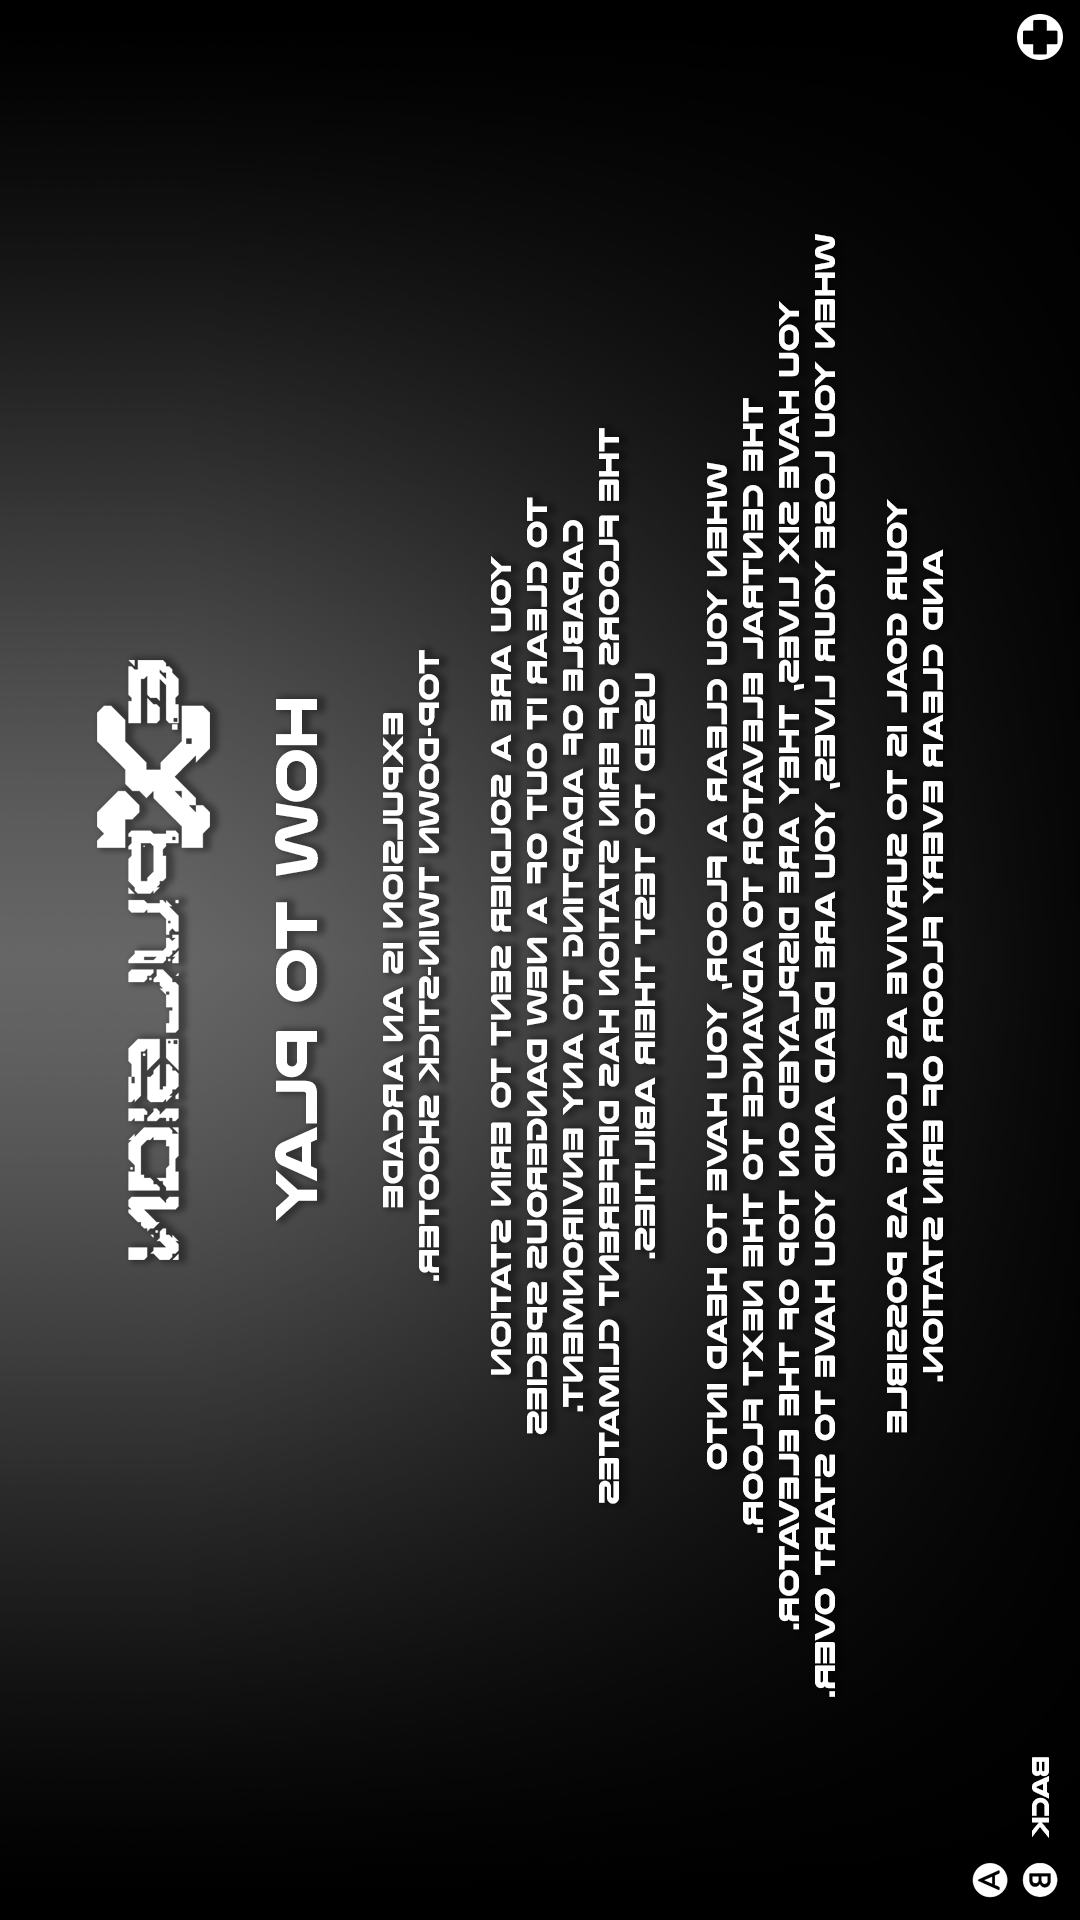 eXpulsion
HOW TO PLAY
EXPULSION IS AN ARCADE
TOP-DOWN TWIN-STICK SHOOTER.
YOU ARE A SOLDIER SENT TO ERIN STATION
TO CLEAR IT OUT OF A NEW DANGEROUS SPECIES
CAPABLE OF ADAPTING TO ANY ENVIRONMENT.
THE FLOORS OF ERIN STATION HAS DIFFERENT CLIMATES
USED TO TEST THEIR ABILITIES.
WHEN YOU CLEAR A FLOOR, YOU HAVE TO HEAD INTO
THE CENTRAL ELEVATOR TO ADVANCE TO THE NEXT FLOOR.
YOU HAVE SIX LIVES, THEY ARE DISPLAYED ON TOP OF THE ELEVATOR.
WHEN YOU LOSE YOUR LIVES, YOU ARE DEAD AND YOU HAVE TO START OVER.
YOUR GOAL IS TO SURVIVE AS LONG AS POSSIBLE
AND CLEAR EVERY FLOOR OF ERIN STATION.
A
B BACK